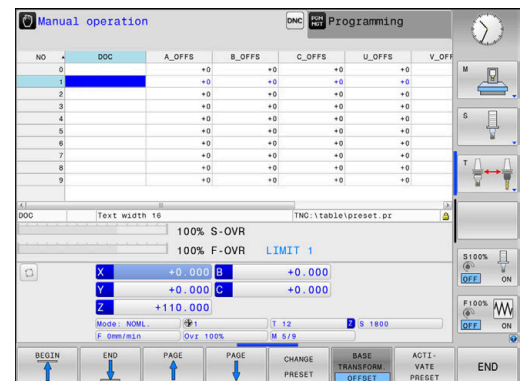 Manual operation DNC PGM MGT Programming
NO DOC A_OFFS B_OFFS C_OFFS U_OFFS V_OFF
0 +0 +0 +0 +0
1 +0 +0 +0 +0
2 +0 +0 +0 +0
3 +0 +0 +0 +0
4 +0 +0 +0 +0
5 +0 +0 +0 +0
6 +0 +0 +0 +0
7 +0 +0 +0 +0
8 +0 +0 +0 +0
9 +0 +0 +0 +0
DOC Text width 16 TNC:\table\preset.pr
100% S-OVR
100% F-OVR LIMIT 1
X +0.000 B +0.000
Y +0.000 C +0.000
Z +110.000
Mode: NOML. 1 T 12 Z S 1800
F 0mm/min Ovr 100% M 5/9
M
S
T
S100%
OFF ON
F100%
OFF ON
BEGIN
END
PAGE
PAGE
CHANGE
PRESET
BASE
TRANSFORM.
OFFSET
ACTI-
VATE
PRESET
END